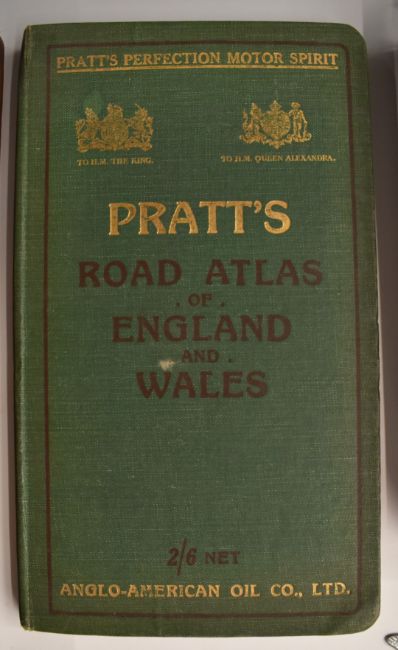 PRATT'S PERFECTION MOTOR SPIRIT
TO H.M. THE KING.
TO H.M. QUEEN ALEXANDRA.
PRATT'S
ROAD ATLAS
. OF .
ENGLAND
. AND .
WALES
2/6 NET
ANGLO-AMERICAN OIL CO., LTD.